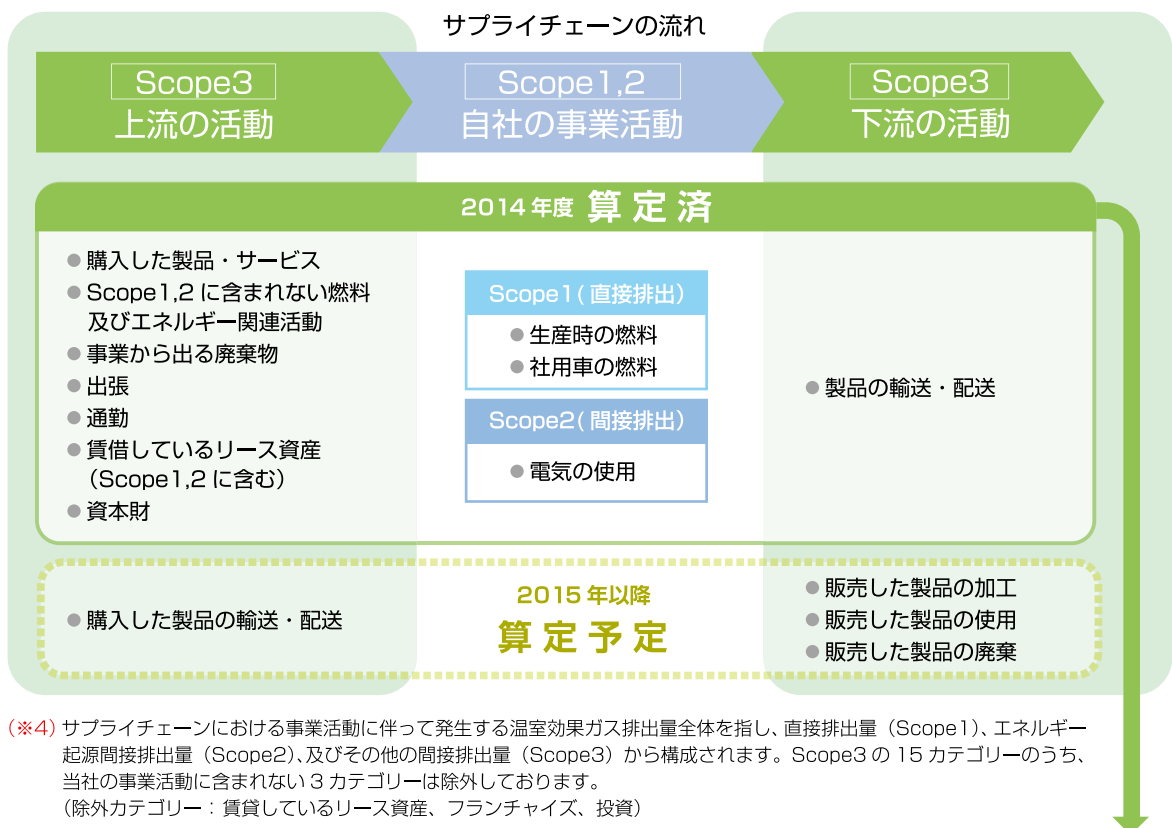 サプライチェーンの流れ
Scope3
上流の活動
Scope1,2
自社の事業活動
Scope3
下流の活動
2014年度 算定済
●購入した製品・サービス
●Scope1,2に含まれない燃料
及びエネルギー関連活動
●事業から出る廃棄物
●出張
●通勤
●賃借しているリース資産
（Scope1,2に含む）
●資本財
Scope1(直接排出）
●生産時の燃料
●社用車の燃料
Scope2(間接排出）
●電気の使用
●製品の輸送・配送
●購入した製品の輸送・配送
2015年以降
算定予定
●販売した製品の加工
●販売した製品の使用
●販売した製品の廃棄
（※4）サプライチェーンにおける事業活動に伴って発生する温室効果ガス排出量全体を指し、直接排出量（Scope1）、エネルギー
起源間接排出量（Scope2）、及びその他の間接排出量（Scope3）から構成されます。Scope3の15カテゴリーのうち、
当社の事業活動に含まれない3カテゴリーは除外しております。
（除外カテゴリー：賃貸しているリース資産、フランチャイズ、投資）